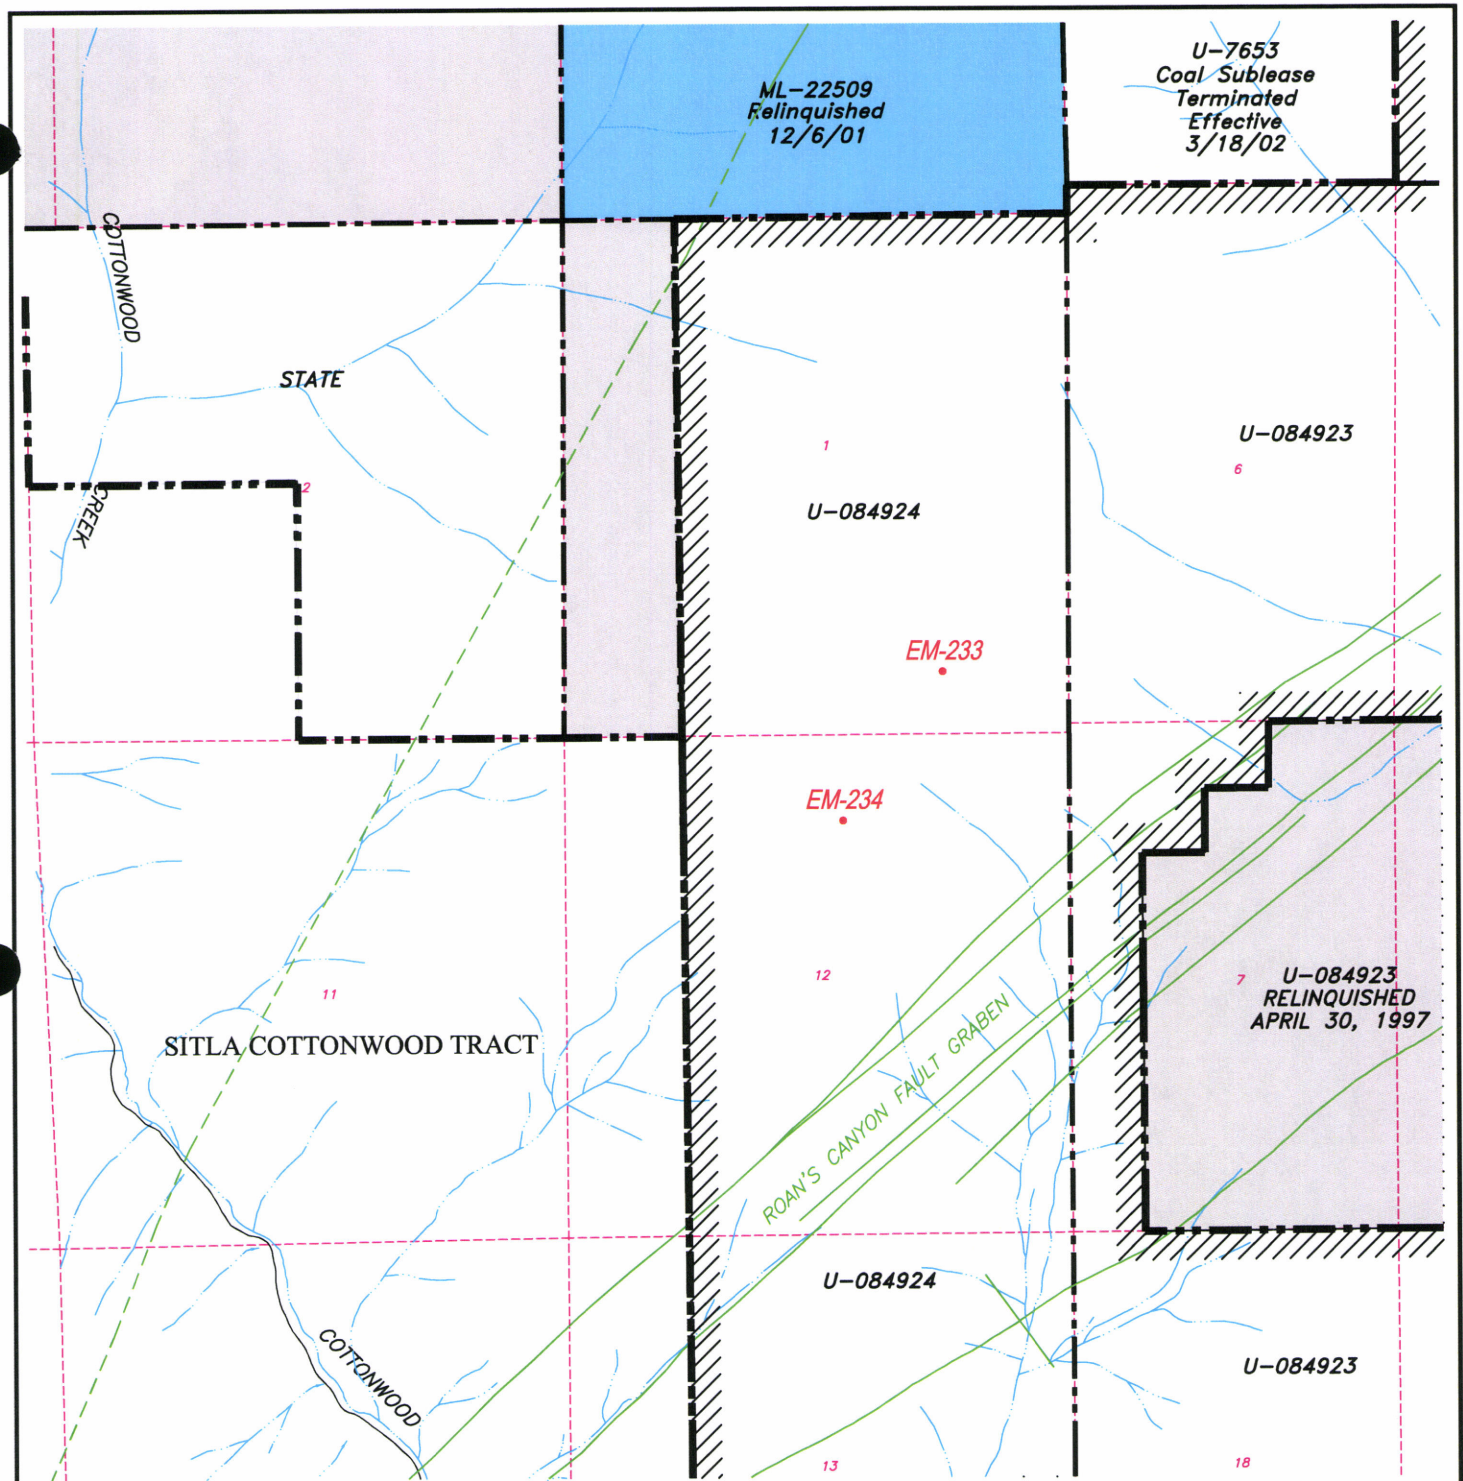 ML-22509
Relinquished
12/6/01
U-7653
Coal Sublease
Terminated
Effective
3/18/02
COTTONWOOD
CREEK
STATE
2
1
U-084924
U-084923
6
EM-233
EM-234
12
11
SITLA COTTONWOOD TRACT
7
U-084923
RELINQUISHED
APRIL 30, 1997
ROAN'S CANYON FAULT GRABEN
U-084924
COTTONWOOD
U-084923
13
18